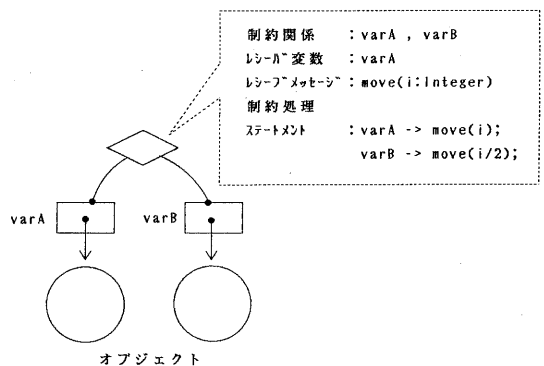 制約関係 : varA , varB
ﾚｼｰﾊﾞ変数 : varA
ﾚｼｰﾌﾞﾒｯｾｰｼﾞ : move(i:Integer)
制約処理
ｽﾃｰﾄﾒﾝﾄ : varA -> move(i);
varB -> move(i/2);
varA
varB
オブジェクト